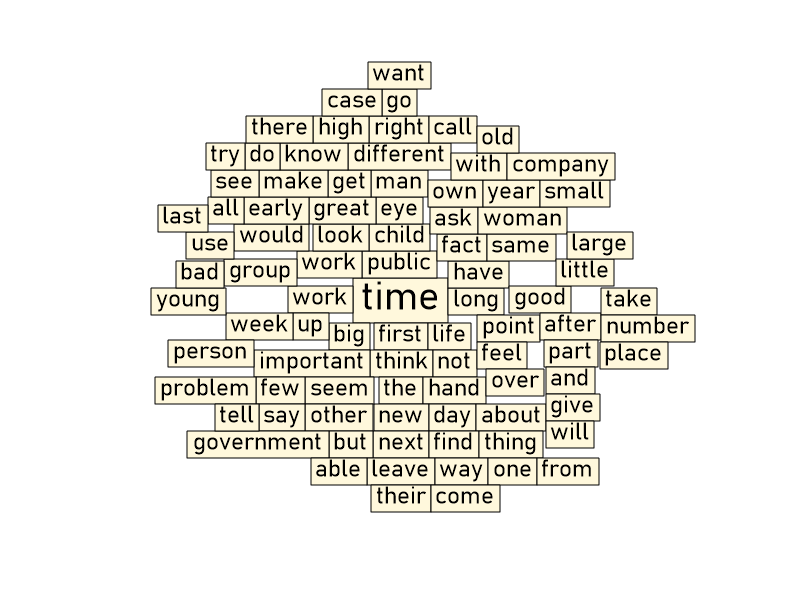 want
case go
there high right call old
try do know different with company
see make get man own year small
last all early great eye ask woman
use would look child fact same large
bad group work public have little
young work time long good take
week up big first life point after number
person important think not feel part place
problem few seem the hand over and
tell say other new day about give
government but next find thing will
able leave way one from
their come